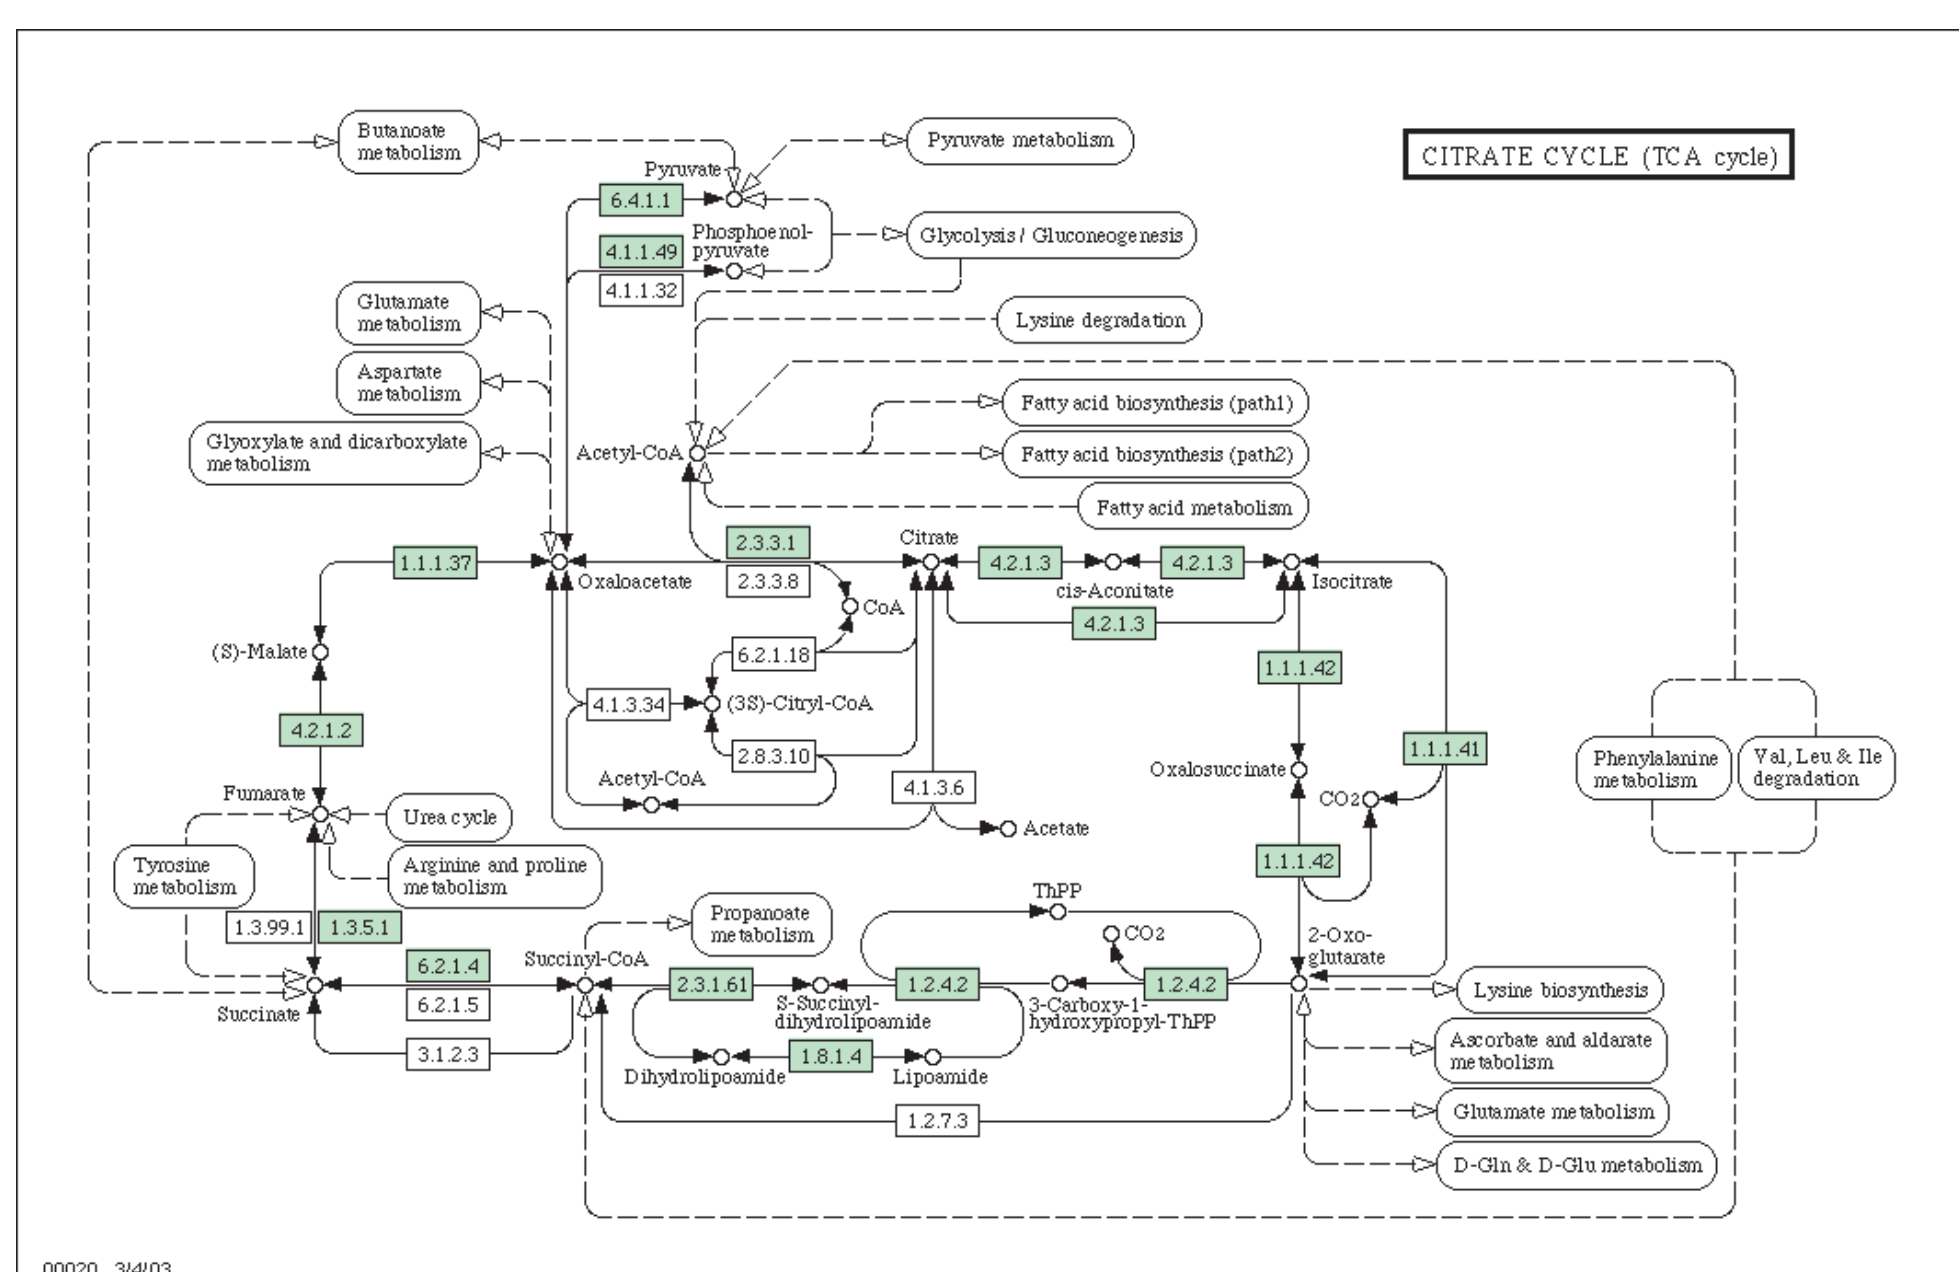 CITRATE CYCLE (TCA cycle)
Butanoate
metabolism
Pyruvate metabolism
Pyruvate
6.4.1.1
Phosphoenol-
pyruvate
4.1.1.49
4.1.1.32
Glycolysis / Gluconeogenesis
Glutamate
metabolism
Lysine degradation
Aspartate
metabolism
Fatty acid biosynthesis (path1)
Glyoxylate and dicarboxylate
metabolism
Acetyl-CoA
Fatty acid biosynthesis (path2)
Fatty acid metabolism
1.1.1.37
Oxaloacetate
2.3.3.1
2.3.3.8
Citrate
4.2.1.3
cis-Aconitate
4.2.1.3
Isocitrate
CoA
4.2.1.3
(S)-Malate
6.2.1.18
1.1.1.42
4.1.3.34
(3S)-Citryl-CoA
4.2.1.2
2.8.3.10
1.1.1.41
Phenylalanine
metabolism
Val, Leu & Ile
degradation
Acetyl-CoA
4.1.3.6
Oxalosuccinate
CO2
Fumarate
Urea cycle
Acetate
Tyrosine
metabolism
Arginine and proline
metabolism
1.1.1.42
1.3.99.1
1.3.5.1
Propanoate
metabolism
ThPP
CO2
2-Oxo-
glutarate
6.2.1.4
6.2.1.5
Succinyl-CoA
2.3.1.61
S-Succinyl-
dihydrolipoamide
1.2.4.2
3-Carboxy-1-
hydroxypropyl-ThPP
1.2.4.2
Lysine biosynthesis
Succinate
3.1.2.3
Dihydrolipoamide
1.8.1.4
Lipoamide
Ascorbate and aldarate
metabolism
1.2.7.3
Glutamate metabolism
D-Gln & D-Glu metabolism
00020 3/4/03